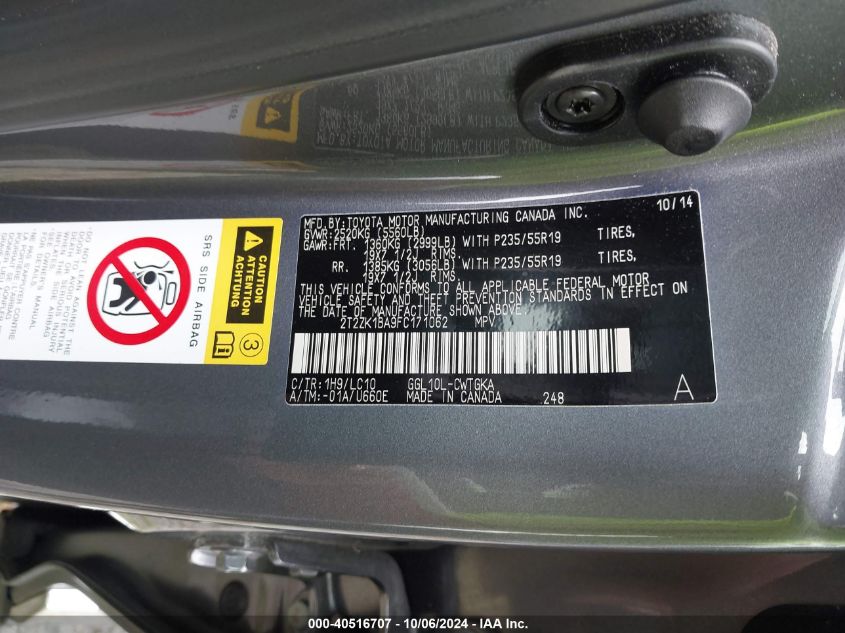 MFD.BY:TOYOTA MOTOR MANUFACTURING CANADA INC. 10/14
GVWR:2520KG (5560LB)
GAWR:FRT. 1360KG (2999LB) WITH P235/55R19 TIRES,
19X7 1/2J RIMS.
RR. 1385KG (3056LB) WITH P235/55R19 TIRES,
19X7 1/2J RIMS.
THIS VEHICLE CONFORMS TO ALL APPLICABLE FEDERAL MOTOR
VEHICLE SAFETY AND THEFT PREVENTION STANDARDS IN EFFECT ON
THE DATE OF MANUFACTURE SHOWN ABOVE.
2T2ZK1BA9FC171062 MPV
C/TR: 1H9/LC10 GGL10L-CWTGKA
A/TM:-01A/U660E MADE IN CANADA .248
A
SRS SIDE AIRBAG
CAUTION
ATTENTION
ACHTUNG
3
000-40516707 - 10/06/2024 - IAA Inc.